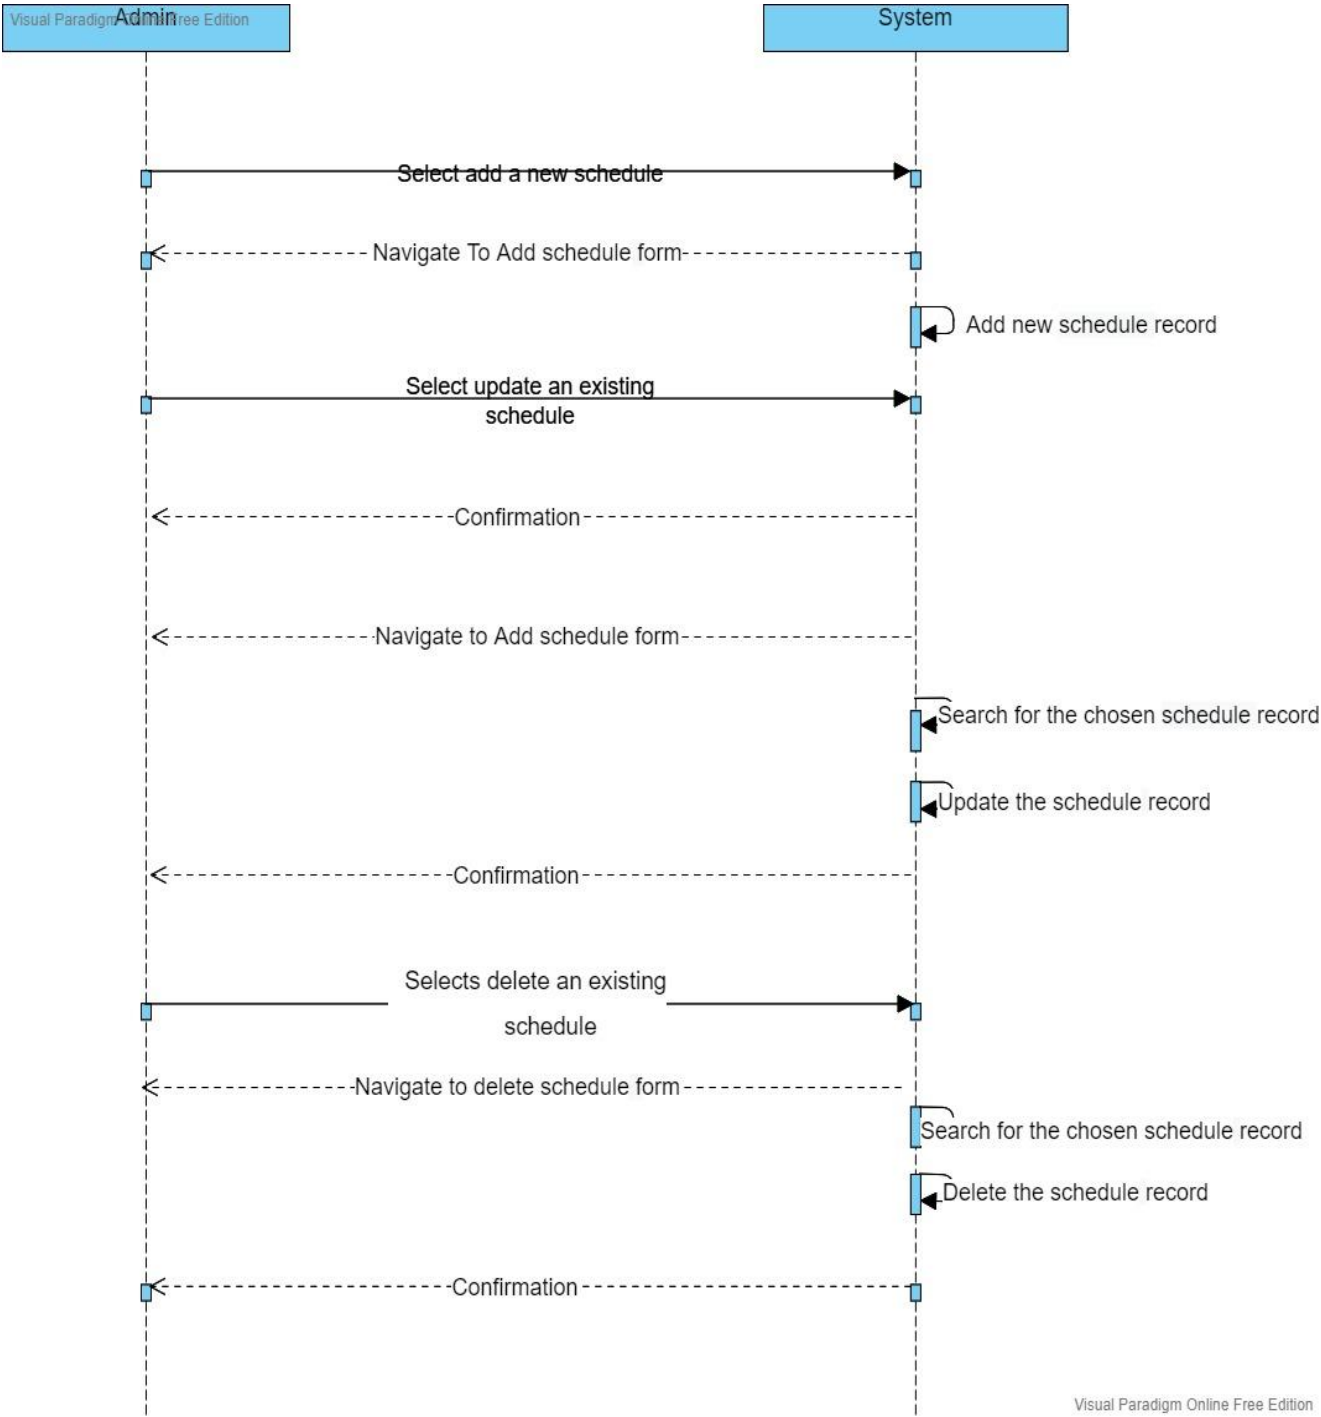 Visual Paradigm Online Free Edition
Admin
System
Select add a new schedule
Navigate To Add schedule form
Add new schedule record
Select update an existing
schedule
Confirmation
Navigate to Add schedule form
Search for the chosen schedule record
Update the schedule record
Confirmation
Selects delete an existing
schedule
Navigate to delete schedule form
Search for the chosen schedule record
Delete the schedule record
Confirmation
Visual Paradigm Online Free Edition